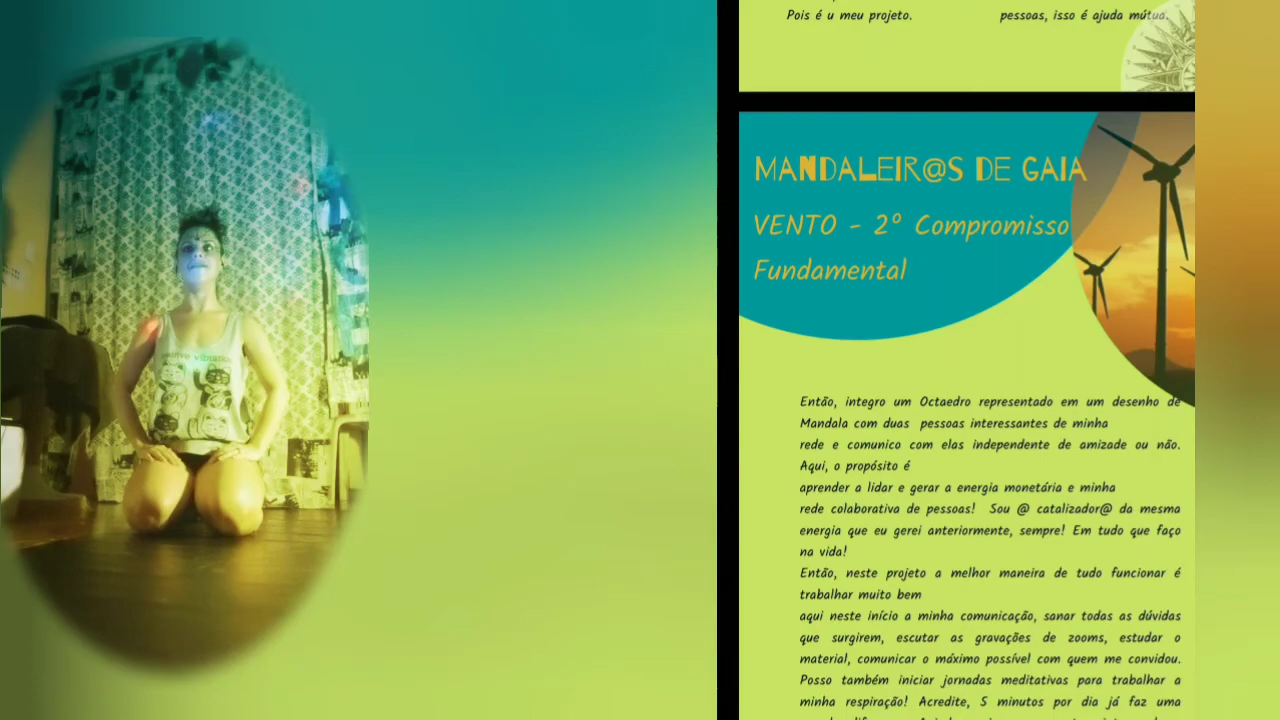 Pois é u meu projeto.
pessoas, isso é ajuda mútua.
MANDALEIR@S DE GAIA
VENTO - 2º Compromisso
Fundamental
Então, integro um Octaedro representado em um desenho de
Mandala com duas pessoas interessantes de minha
rede e comunico com elas independente de amizade ou não.
Aqui, o propósito é
aprender a lidar e gerar a energia monetária e minha
rede colaborativa de pessoas! Sou @ catalizador@ da mesma
energia que eu gerei anteriormente, sempre! Em tudo que faço
na vida!
Então, neste projeto a melhor maneira de tudo funcionar é
trabalhar muito bem
aqui neste início a minha comunicação, sanar todas as dúvidas
que surgirem, escutar as gravações de zooms, estudar o
material, comunicar o máximo possível com quem me convidou.
Posso também iniciar jornadas meditativas para trabalhar a
minha respiração! Acredite, 5 minutos por dia já faz uma